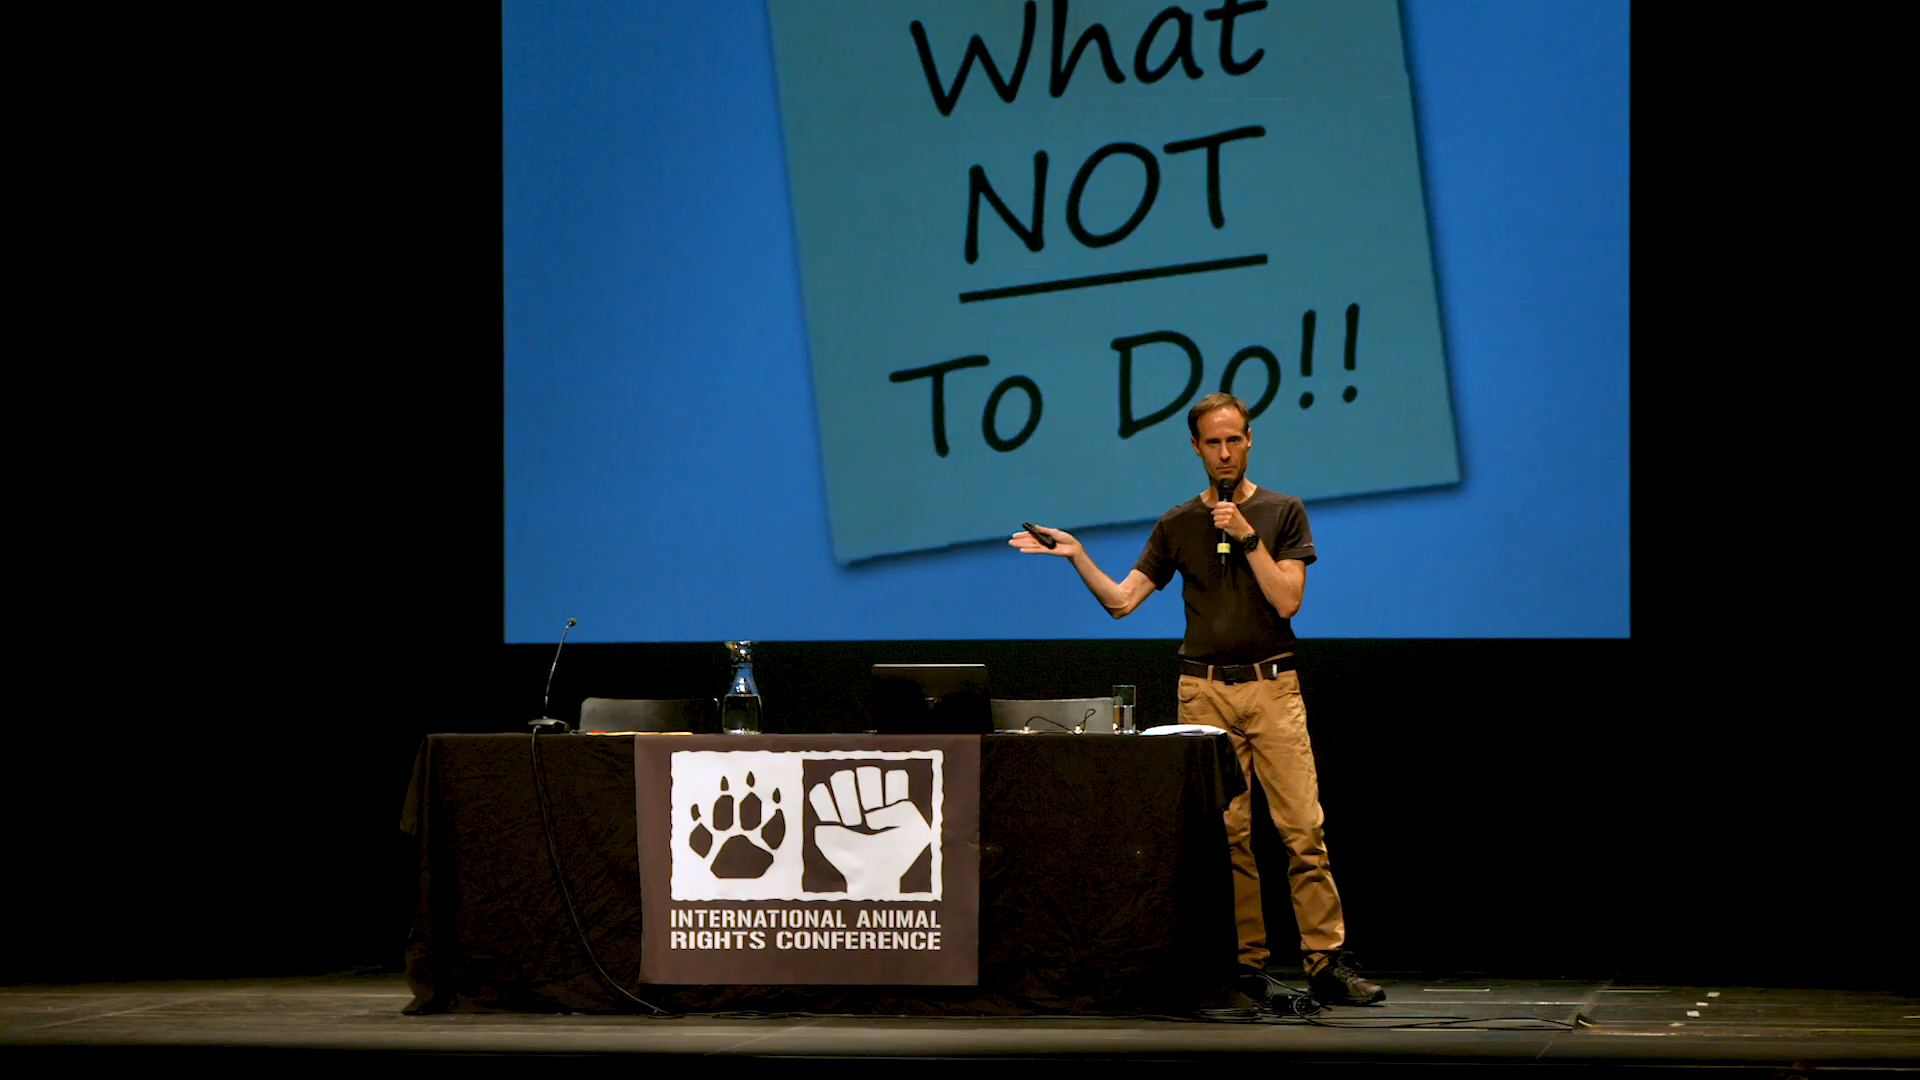 What
NOT
To Do!!
INTERNATIONAL ANIMAL
RIGHTS CONFERENCE